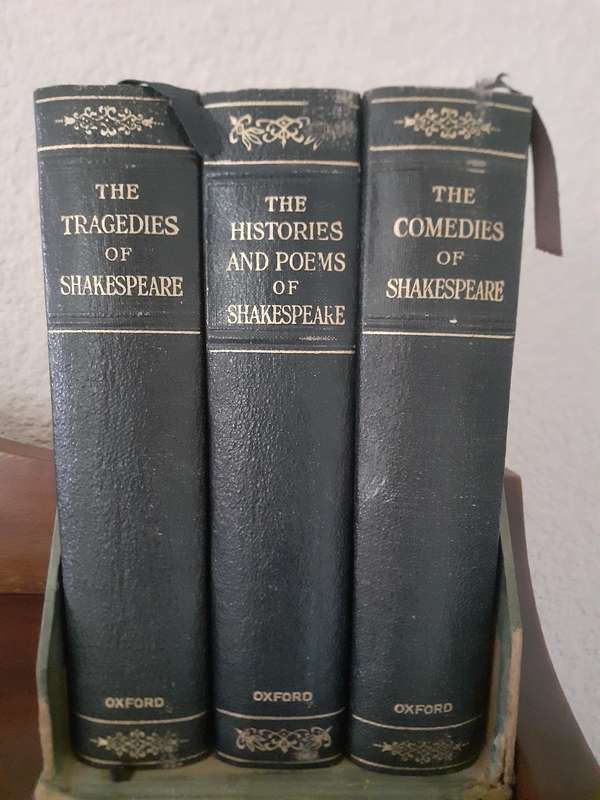 THE
TRAGEDIES
OF
SHAKESPEARE
OXFORD
THE
HISTORIES
AND POEMS
OF
SHAKESPEARE
OXFORD
THE
COMEDIES
OF
SHAKESPEARE
OXFORD